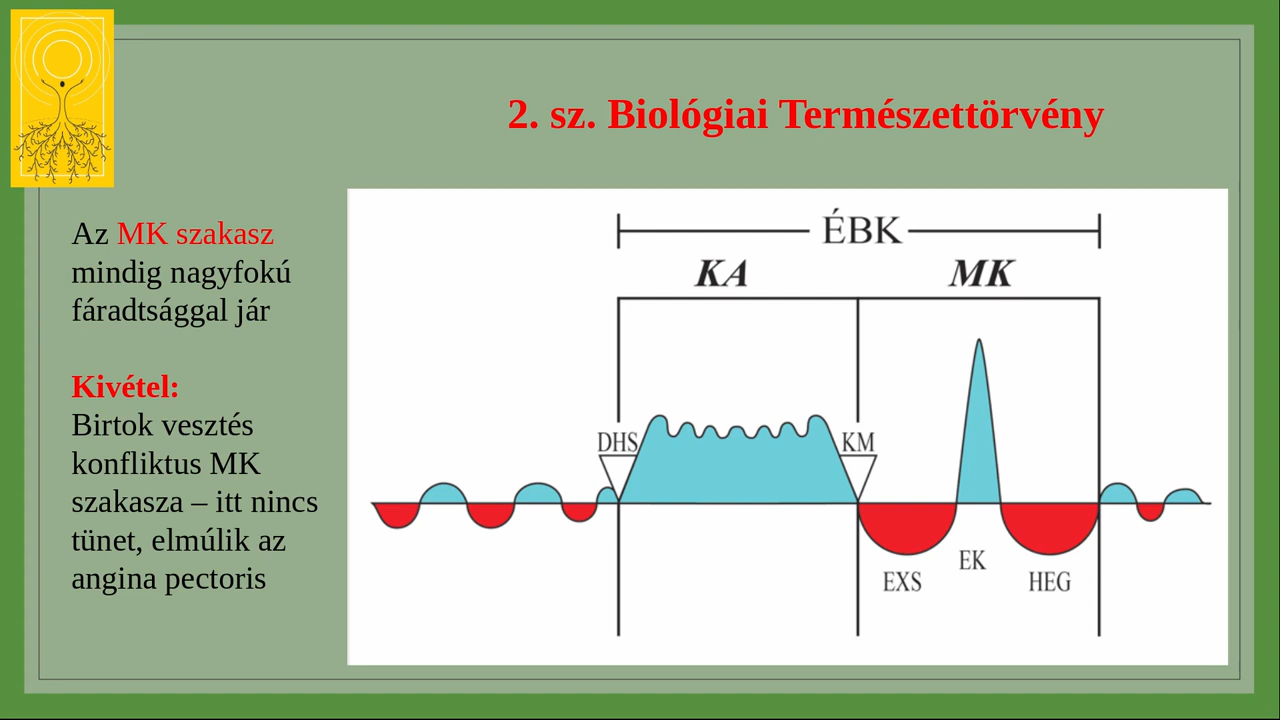 2. sz. Biológiai Természettörvény
Az MK szakasz
mindig nagyfokú
fáradtsággal jár
Kivétel:
Birtok vesztés
konfliktus MK
szakasza – itt nincs
tünet, elmúlik az
angina pectoris
ÉBK
KA MK
DHS KM
EK
EXS HEG